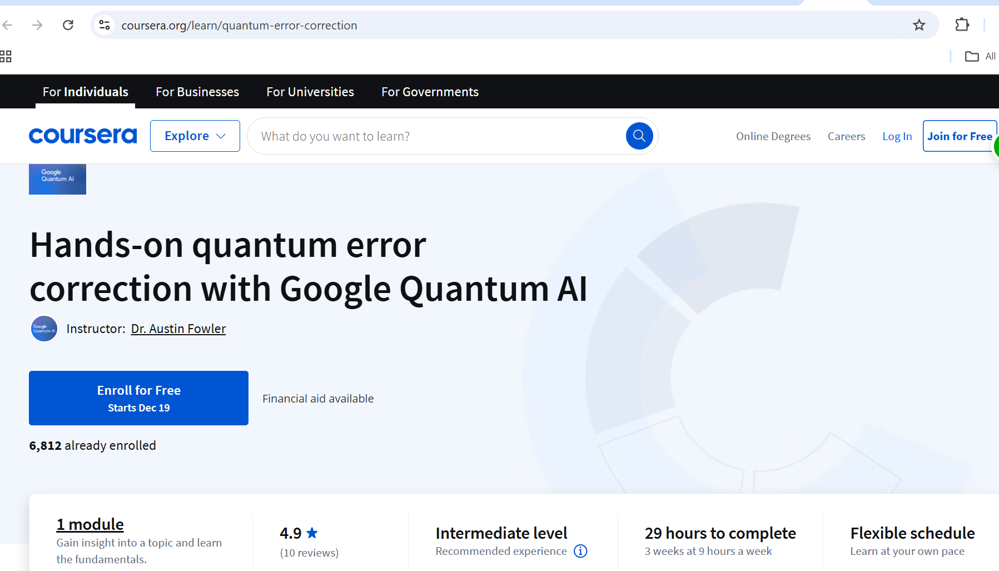 coursera.org/learn/quantum-error-correction
All
For Individuals For Businesses For Universities For Governments
coursera Explore What do you want to learn? Online Degrees Careers Log In Join for Free
Google
Quantum AI
Hands-on quantum error
correction with Google Quantum AI
Google
Quantum AI
Instructor: Dr. Austin Fowler
Enroll for Free
Starts Dec 19
Financial aid available
6,812 already enrolled
1 module
Gain insight into a topic and learn
the fundamentals.
4.9
(10 reviews)
Intermediate level
Recommended experience
29 hours to complete
3 weeks at 9 hours a week
Flexible schedule
Learn at your own pace